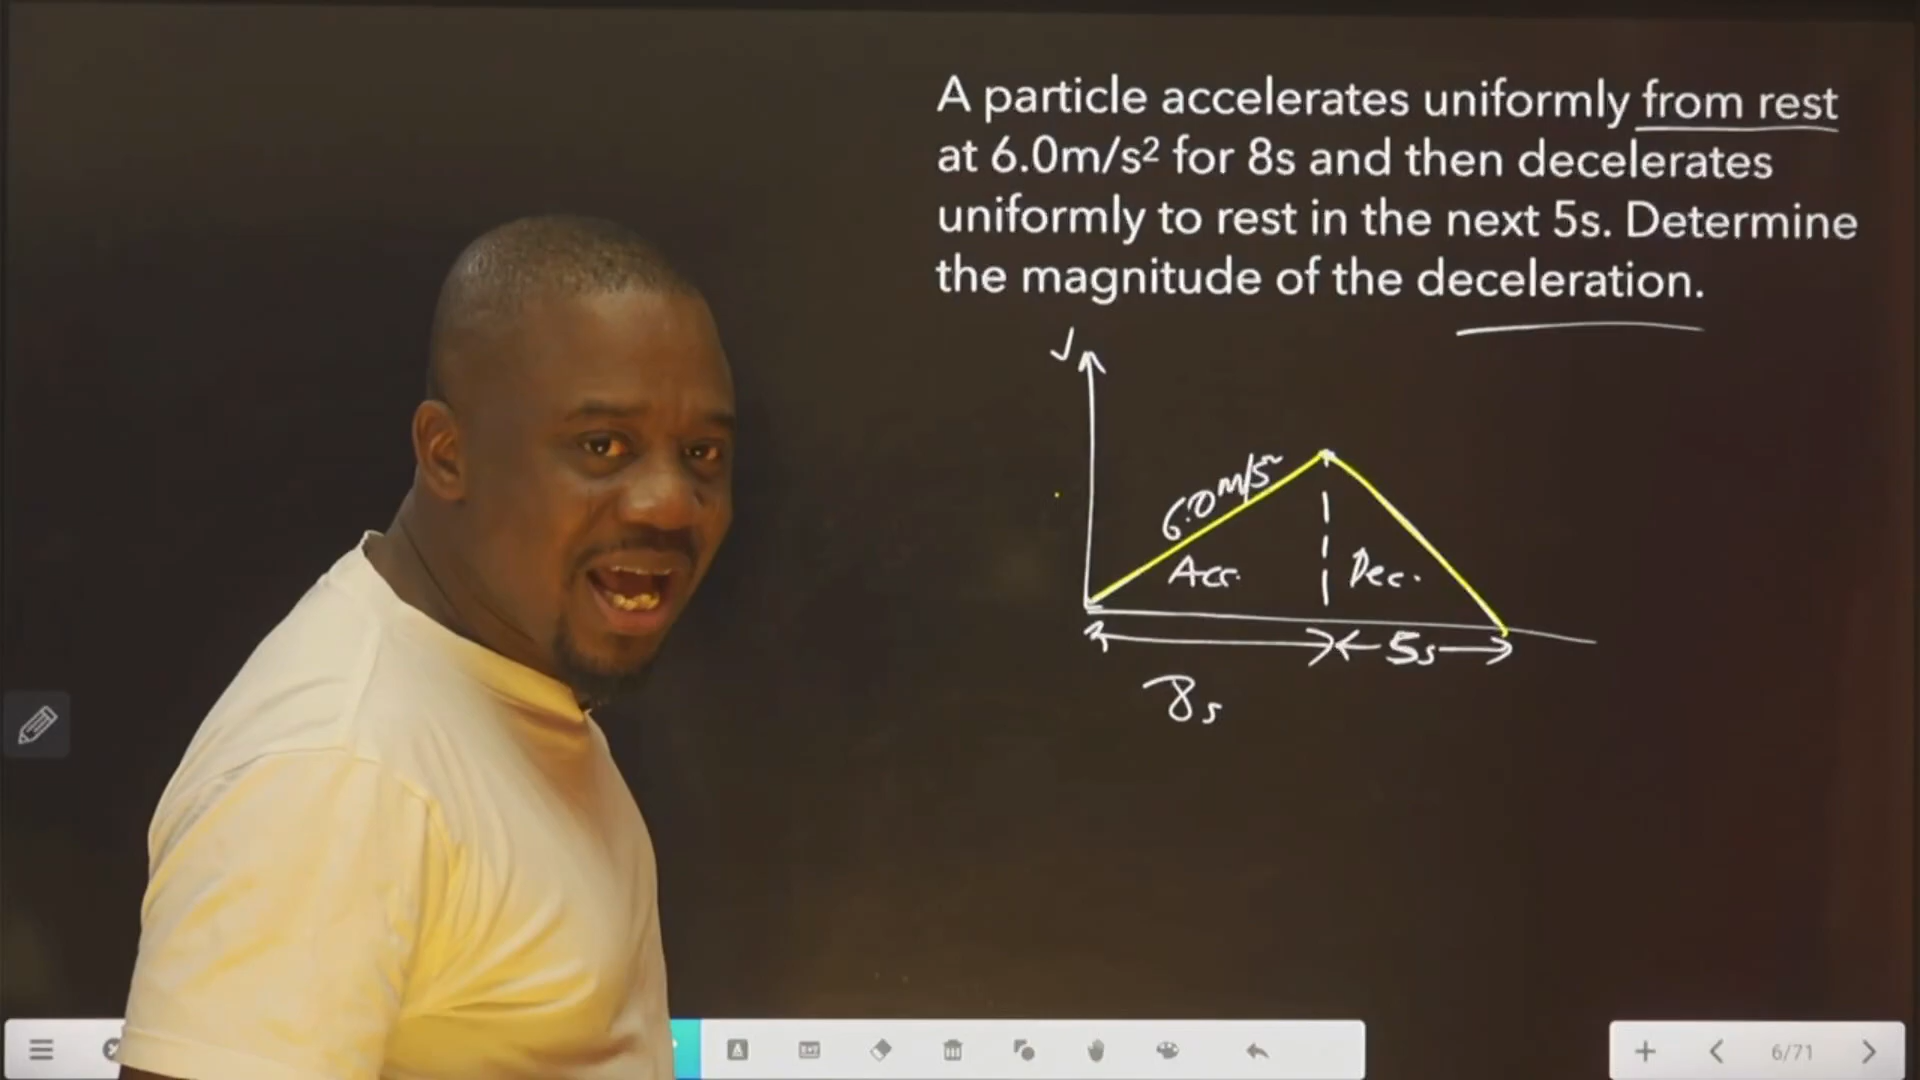 A particle accelerates uniformly from rest
at 6.0m/s² for 8s and then decelerates
uniformly to rest in the next 5s. Determine
the magnitude of the deceleration.
V
6.0m/s²
Acc.
Dec.
5s
8s
6/71